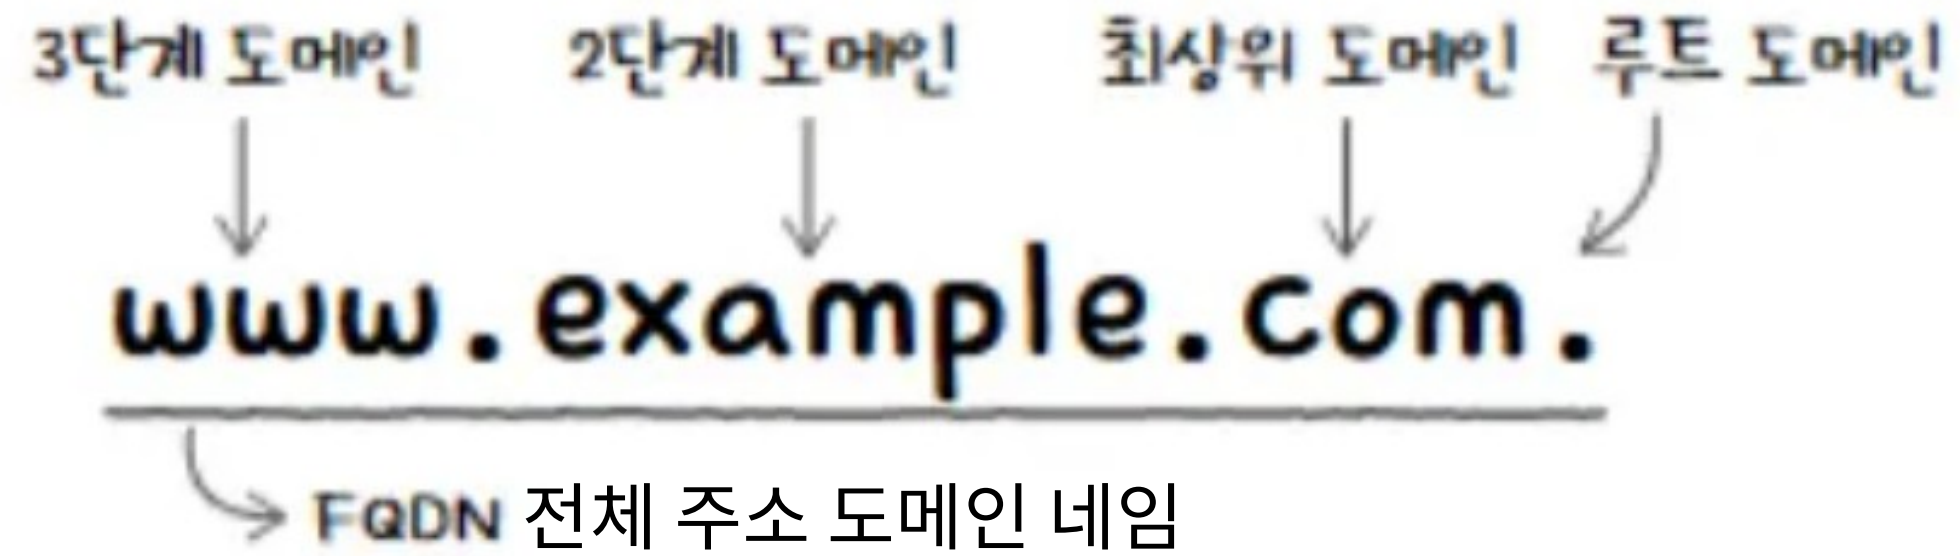 3단계 도메인 2단계 도메인 최상위 도메인 루트 도메인
www.example.com.
FQDN 전체 주소 도메인 네임